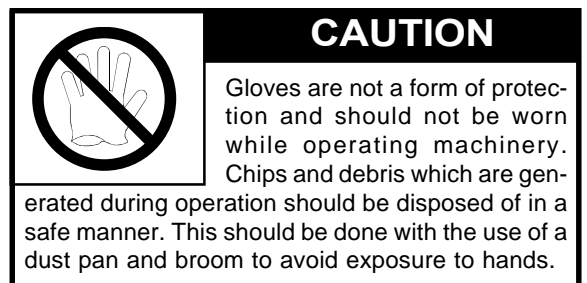 CAUTION
Gloves are not a form of protec-
tion and should not be worn
while operating machinery.
Chips and debris which are gen-
erated during operation should be disposed of in a
safe manner. This should be done with the use of a
dust pan and broom to avoid exposure to hands.